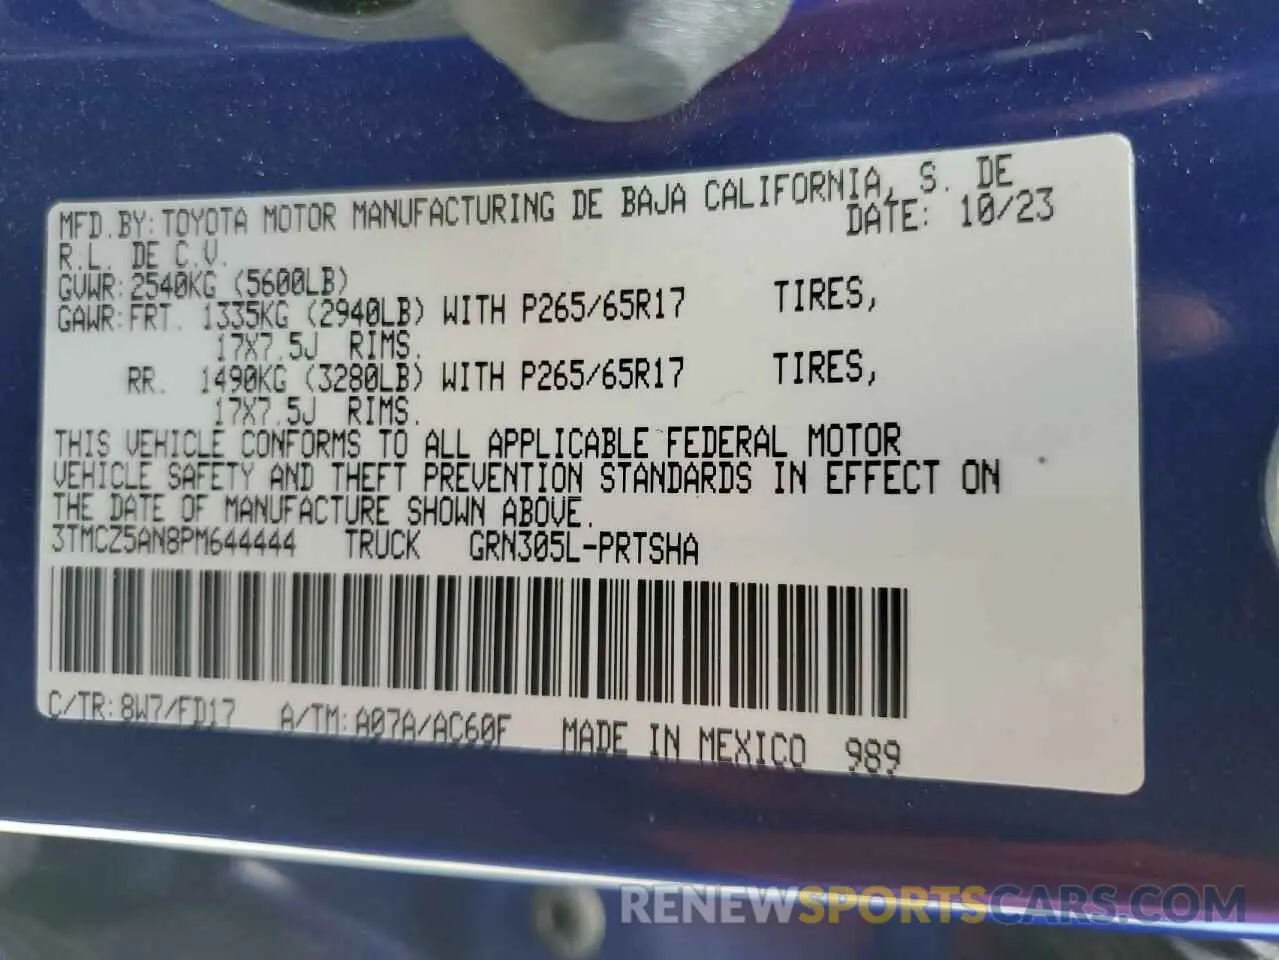 MFD.BY:TOYOTA MOTOR MANUFACTURING DE BAJA CALIFORNIA, S. DE
R.L. DE C.V. DATE: 10/23
GVWR:2540KG (5600LB)
GAWR:FRT. 1335KG (2940LB) WITH P265/65R17 TIRES,
17X7.5J RIMS.
RR. 1490KG (3280LB) WITH P265/65R17 TIRES,
17X7.5J RIMS.
THIS VEHICLE CONFORMS TO ALL APPLICABLE FEDERAL MOTOR
VEHICLE SAFETY AND THEFT PREVENTION STANDARDS IN EFFECT ON
THE DATE OF MANUFACTURE SHOWN ABOVE.
3TMCZ5AN8PM644444 TRUCK GRN305L-PRTSHA
C/TR:8W7/FD17 A/TM:A07A/AC60F MADE IN MEXICO 989
RENEWSPORTSCARS.COM